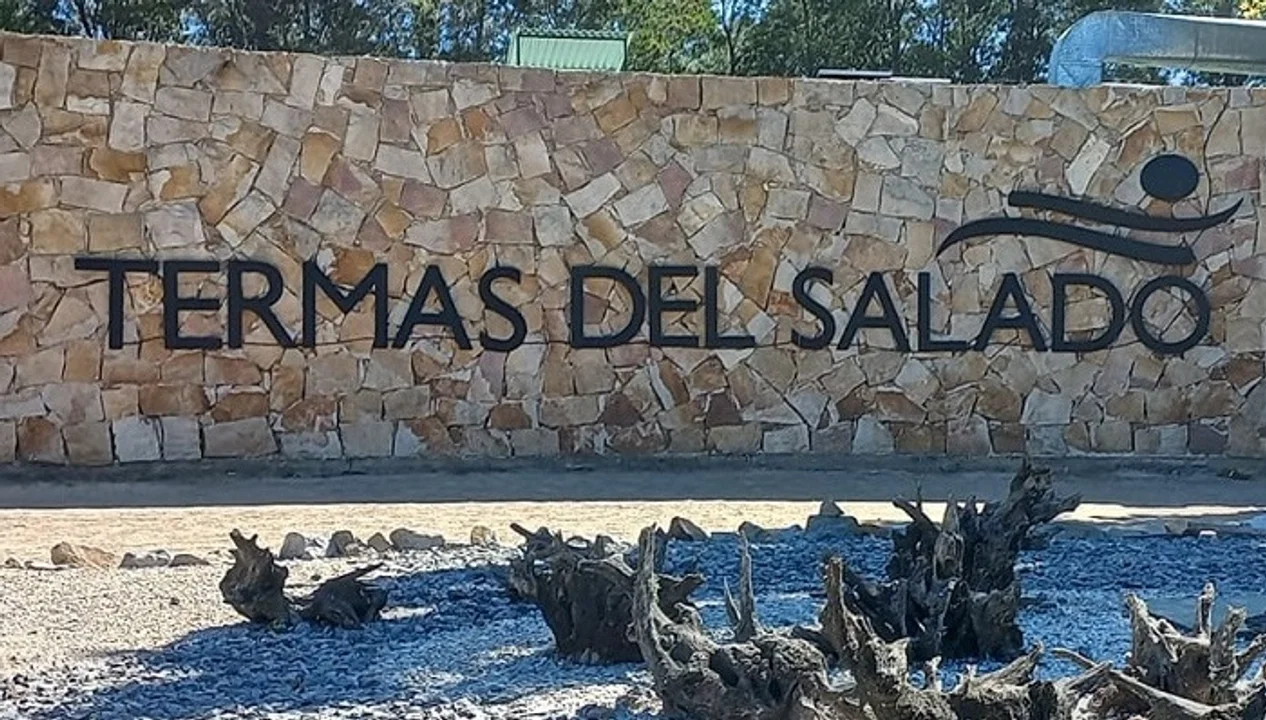 TERMAS DEL SALADO